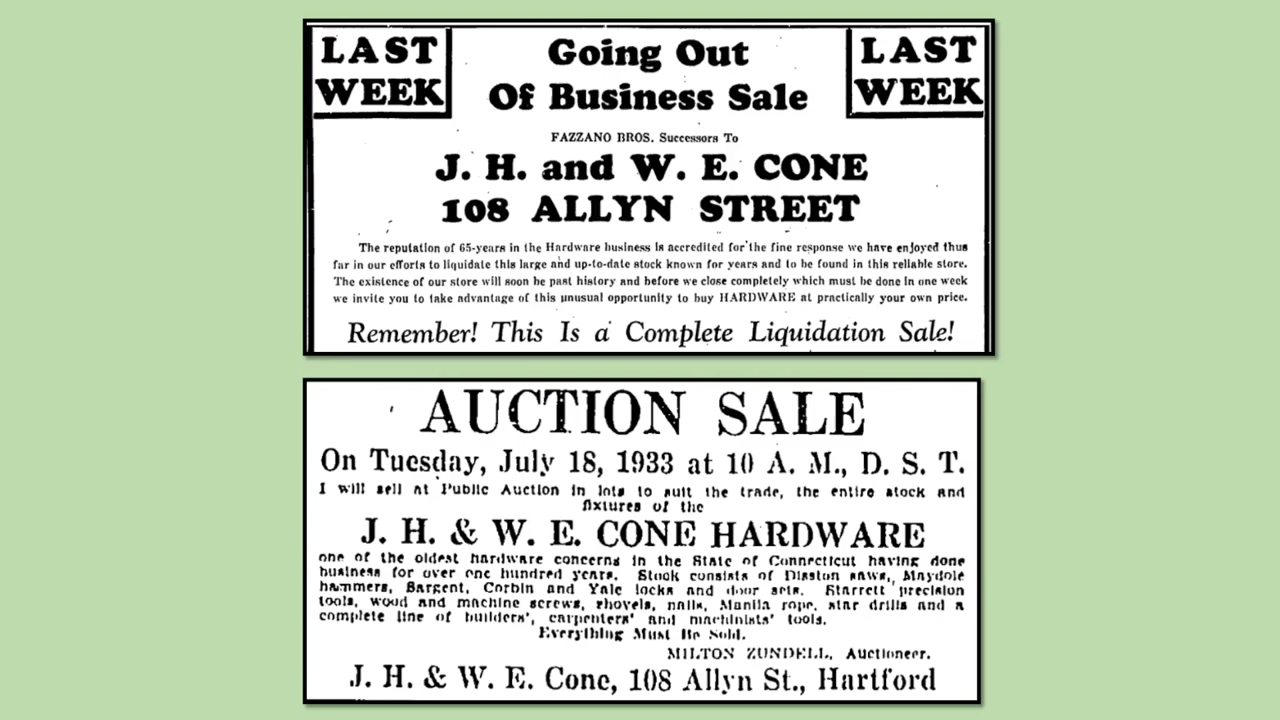 LAST
WEEK
Going Out
Of Business Sale
LAST
WEEK
FAZZANO BROS. Successors To
J. H. and W. E. CONE
108 ALLYN STREET
The reputation of 65-years in the Hardware business is accredited for the fine response we have enjoyed thus
far in our efforts to liquidate this large and up-to-date stock known for years and to be found in this reliable store.
The existence of our store will soon be past history and before we close completely which must be done in one week
we invite you to take advantage of this unusual opportunity to buy HARDWARE at practically your own price.
Remember! This Is a Complete Liquidation Sale!
AUCTION SALE
On Tuesday, July 18, 1933 at 10 A. M., D. S. T.
I will sell at Public Auction in lots to suit the trade, the entire stock and
fixtures of the
J. H. & W. E. CONE HARDWARE
one of the oldest hardware concerns in the State of Connecticut having done
business for over one hundred years. Stock consists of Disston saws, Maydole
hammers, Sargent, Corbin and Yale locks and door sets. Starrett precision
tools, wood and machine screws, shovels, nails, Manila rope, star drills and a
complete line of builders', carpenters' and machinists' tools.
Everything Must Be Sold.
MILTON ZUNDELL, Auctioneer.
J. H. & W. E. Cone, 108 Allyn St., Hartford